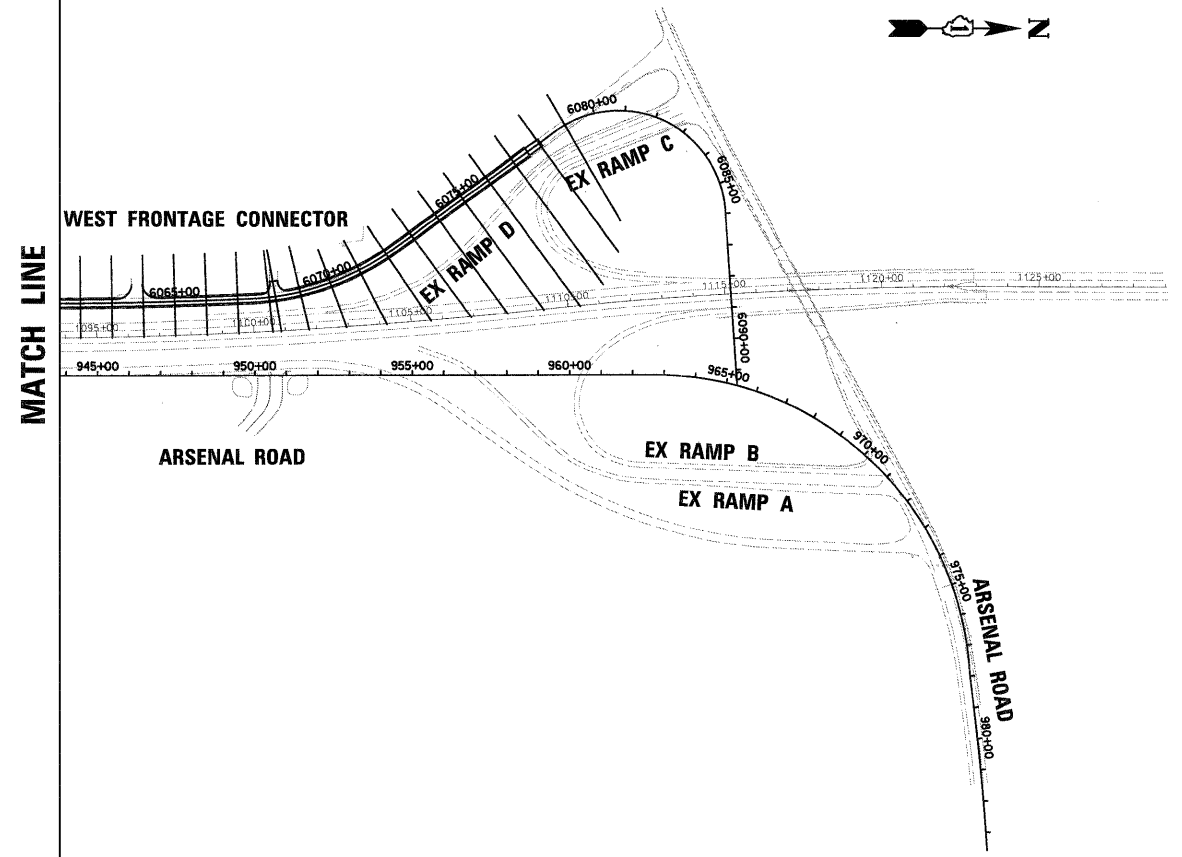 N
6080+00
EX RAMP C
6085+00
6075+00
WEST FRONTAGE CONNECTOR
EX RAMP D
6070+00
6065+00
MATCH LINE
1095+00
1100+00
1105+00
1110+00
1115+00
1120+00
1125+00
6090+00
945+00
950+00
955+00
960+00
965+00
970+00
ARSENAL ROAD
EX RAMP B
EX RAMP A
975+00
ARSENAL ROAD
980+00